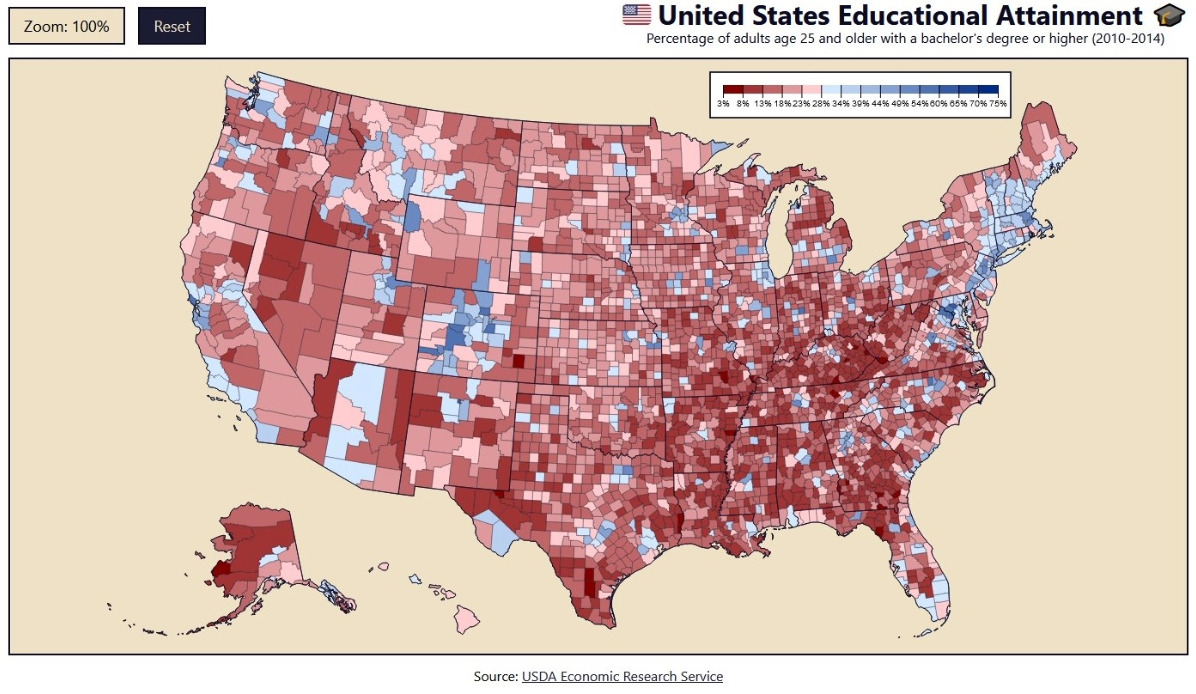 Zoom: 100%
Reset
United States Educational Attainment
Percentage of adults age 25 and older with a bachelor's degree or higher (2010-2014)
3% 8% 13% 18% 23% 28% 34% 39% 44% 49% 54% 60% 65% 70% 75%
Source: USDA Economic Research Service